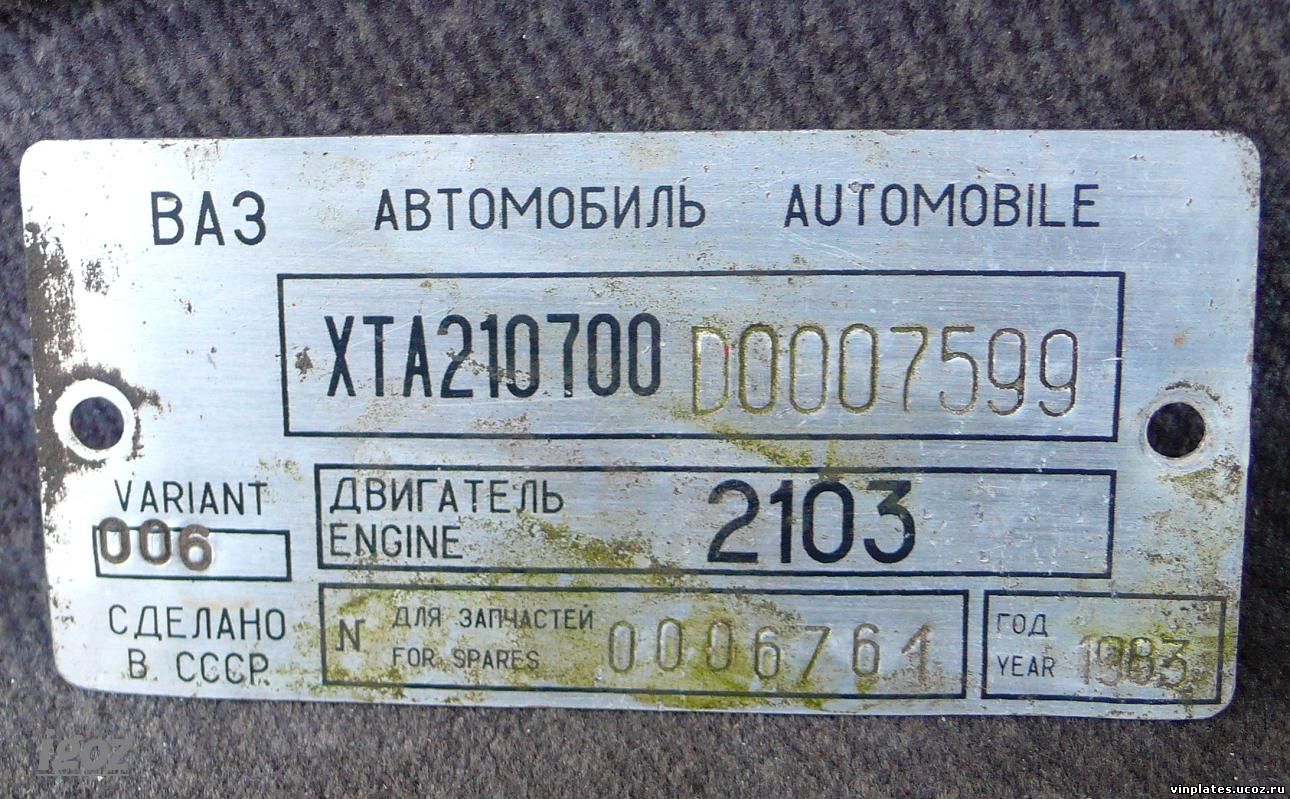 ВАЗ АВТОМОБИЛЬ AUTOMOBILE
XTA210700 D0007599
VARIANT
006
ДВИГАТЕЛЬ
ENGINE
2103
СДЕЛАНО
В СССР
N ДЛЯ ЗАПЧАСТЕЙ
FOR SPARES
0006761
ГОД
YEAR
1983
igoz
vinplates.ucoz.ru